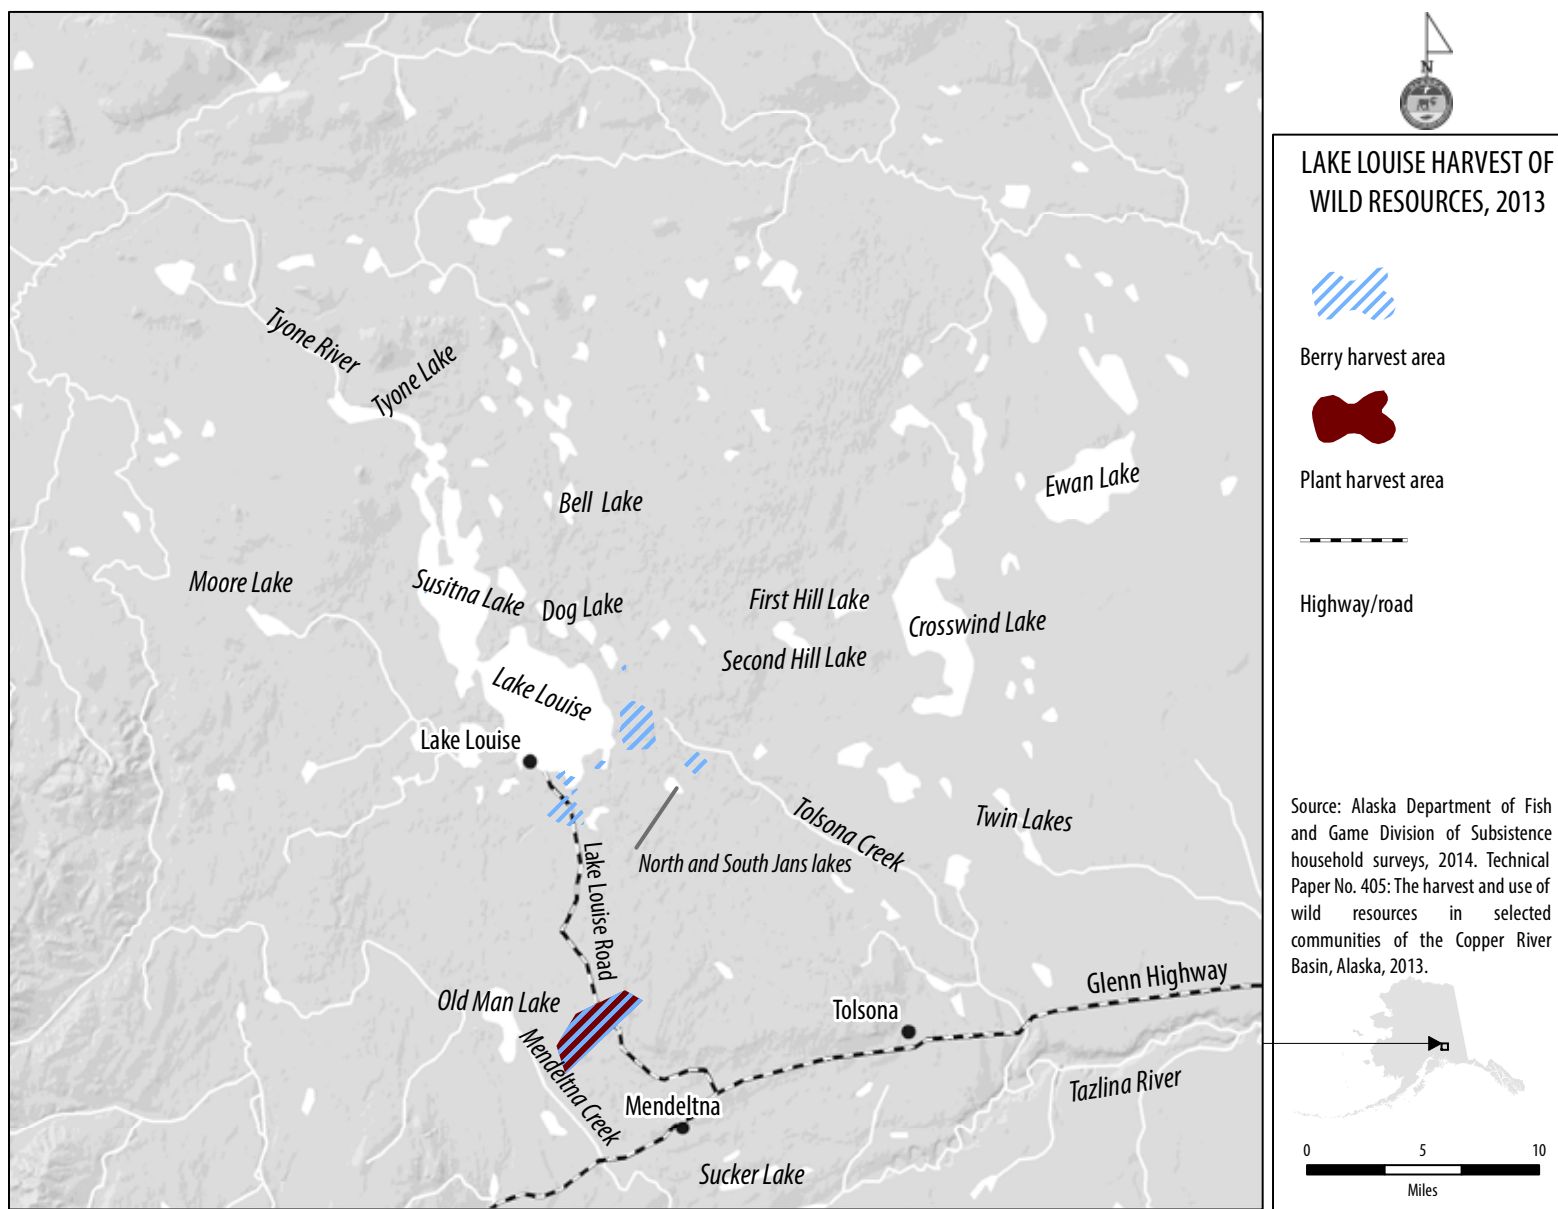 N
LAKE LOUISE HARVEST OF
WILD RESOURCES, 2013
Berry harvest area
Plant harvest area
Highway/road
Source: Alaska Department of Fish
and Game Division of Subsistence
household surveys, 2014. Technical
Paper No. 405: The harvest and use of
wild resources in selected
communities of the Copper River
Basin, Alaska, 2013.
0 5 10
Miles
Tyone River
Tyone Lake
Ewan Lake
Bell Lake
Moore Lake
Susitna Lake
Dog Lake
First Hill Lake
Crosswind Lake
Second Hill Lake
Lake Louise
Lake Louise
Tolsona Creek
Twin Lakes
North and South Jans lakes
Lake Louise Road
Glenn Highway
Old Man Lake
Tolsona
Mendeltna Creek
Tazlina River
Mendeltna
Sucker Lake